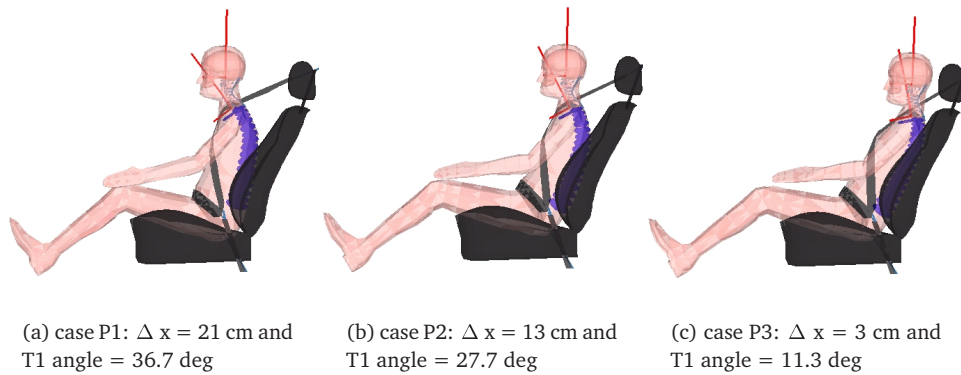 (a) case P1: Δ x = 21 cm and
T1 angle = 36.7 deg
(b) case P2: Δ x = 13 cm and
T1 angle = 27.7 deg
(c) case P3: Δ x = 3 cm and
T1 angle = 11.3 deg